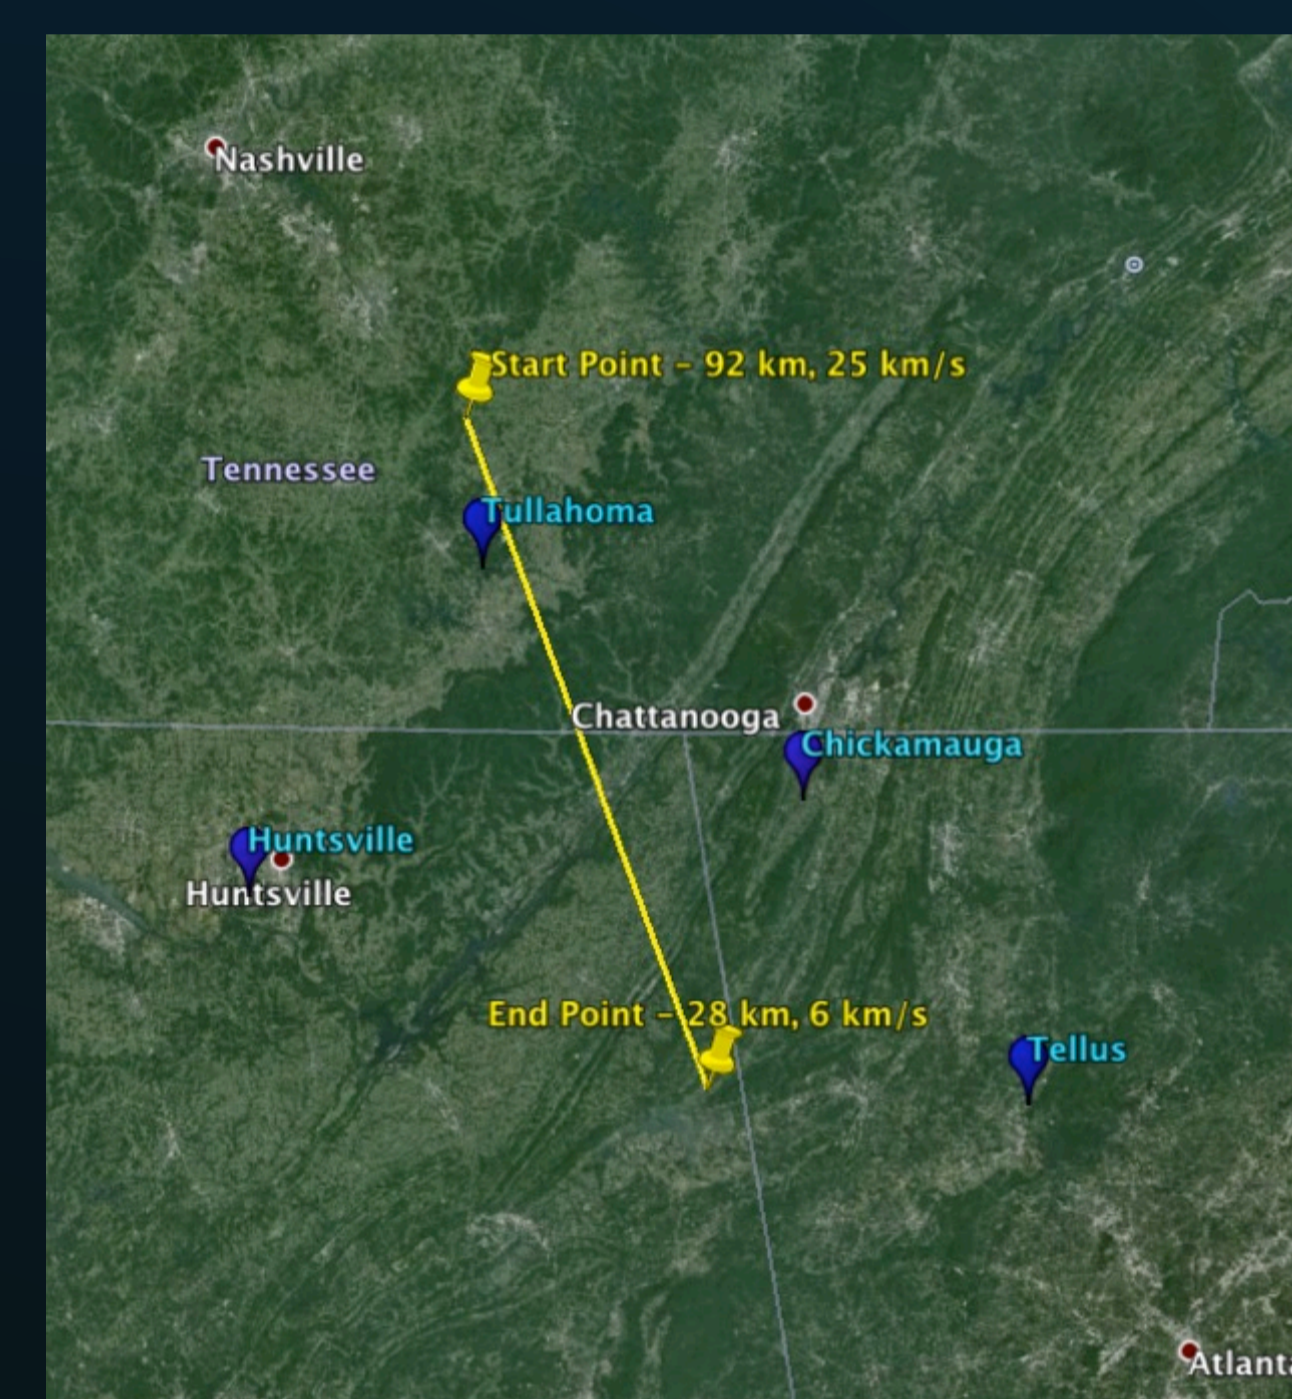 Nashville
Start Point – 92 km, 25 km/s
Tennessee
Tullahoma
Chattanooga
Chickamauga
Huntsville
Huntsville
End Point – 28 km, 6 km/s
Tellus
Atlanta